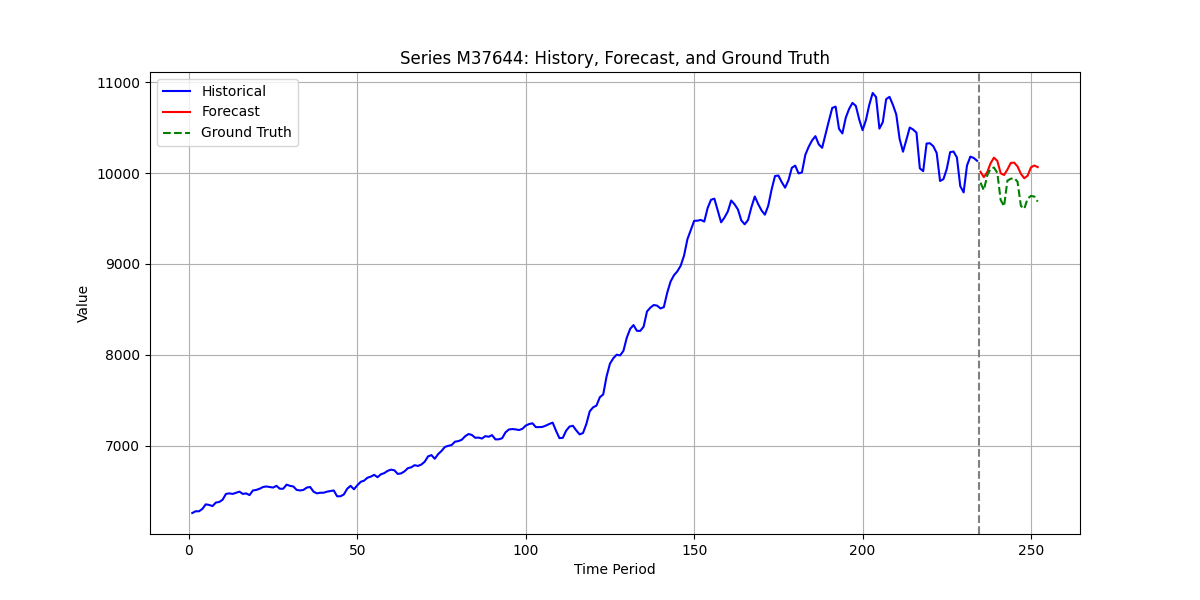 Series M37644: History, Forecast, and Ground Truth
Historical
Forecast
Ground Truth
11000
10000
9000
8000
7000
Value
0 50 100 150 200 250
Time Period